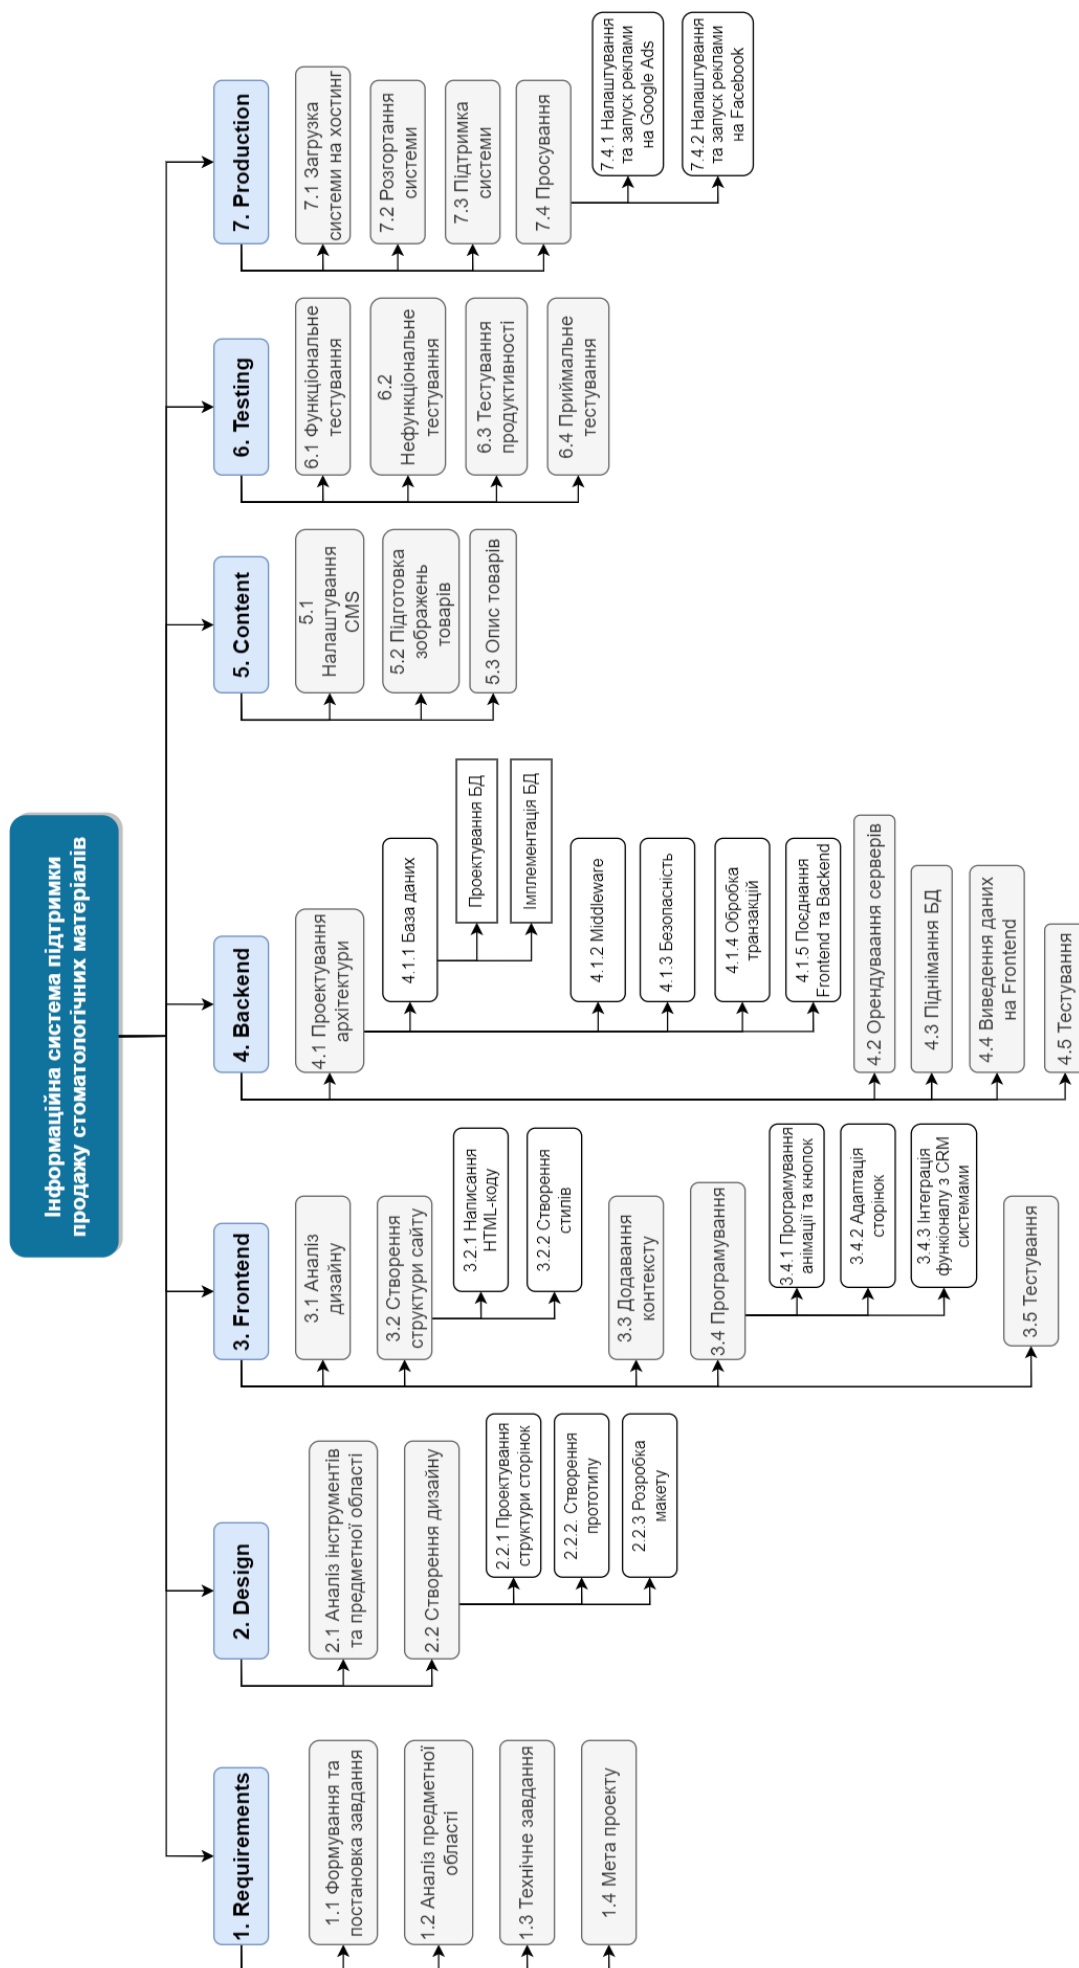 Інформаційна система підтримки
продажу стоматологічних матеріалів
1. Requirements
1.1 Формування та
постановка завдання
1.2 Аналіз предметної
області
1.3 Технічне завдання
1.4 Мета проекту
2. Design
2.1 Аналіз інструментів
та предметної області
2.2 Створення дизайну
2.2.1 Проектування
структури сторінок
2.2.2. Створення
прототипу
2.2.3 Розробка
макету
3. Frontend
3.1 Аналіз
дизайну
3.2 Створення
структури сайту
3.2.1 Написання
HTML-коду
3.2.2 Створення
стилів
3.3 Додавання
контексту
3.4 Програмування
3.4.1 Програмування
анімації та кнопок
3.4.2 Адаптація
сторінок
3.4.3 Інтеграція
функіоналу з CRM
системами
3.5 Тестування
4. Backend
4.1 Проектування
архітектури
4.1.1 База даних
Проектування БД
Імплементація БД
4.1.2 Middleware
4.1.3 Безопасність
4.1.4 Обробка
транзакцій
4.1.5 Поєднання
Frontend та Backend
4.2 Орендуваання серверів
4.3 Піднімання БД
4.4 Виведення даних
на Frontend
4.5 Тестування
5. Content
5.1
Налаштування
CMS
5.2 Підготовка
зображень
товарів
5.3 Опис товарів
6. Testing
6.1 Функціональне
тестування
6.2
Нефункціональне
тестування
6.3 Тестування
продуктивності
6.4 Приймальне
тестування
7. Production
7.1 Загрузка
системи на хостинг
7.2 Розгортання
системи
7.3 Підтримка
системи
7.4 Просування
7.4.1 Налаштування
та запуск реклами
на Google Ads
7.4.2 Налаштування
та запуск реклами
на Facebook